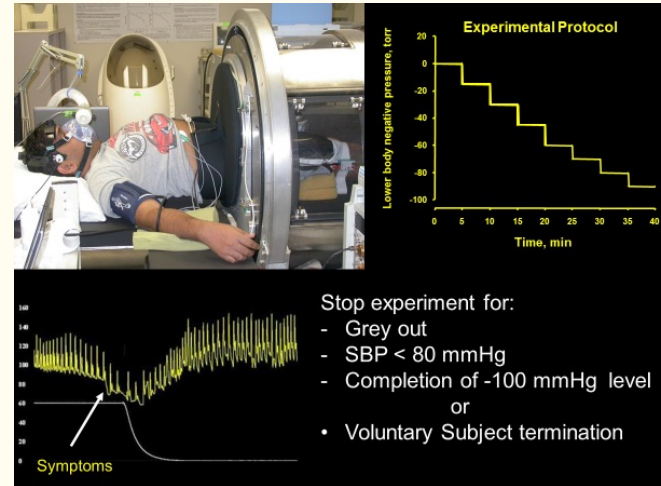 Experimental Protocol
Lower body negative pressure, torr
20
0
-20
-40
-60
-80
-100
0 5 10 15 20 25 30 35 40
Time, min
160
140
120
100
80
60
40
20
0
Symptoms
Stop experiment for:
- Grey out
- SBP < 80 mmHg
- Completion of -100 mmHg level
or
• Voluntary Subject termination